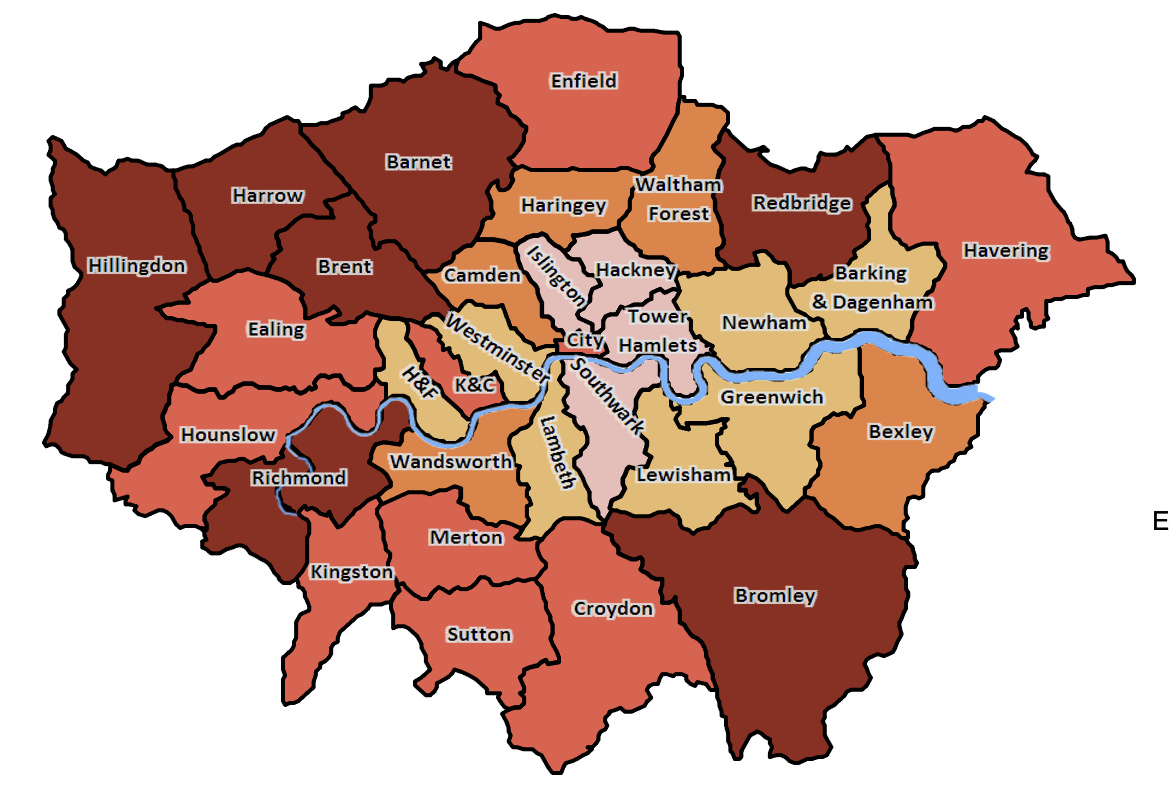 Enfield
Barnet
Harrow
Haringey
Waltham
Forest
Redbridge
Havering
Hillingdon
Brent
Camden
Islington
Hackney
Barking
& Dagenham
Ealing
Westminster
City
Tower
Hamlets
Newham
H&F
K&C
Southwark
Greenwich
Hounslow
Bexley
Richmond
Wandsworth
Lambeth
Lewisham
E
Merton
Kingston
Bromley
Croydon
Sutton